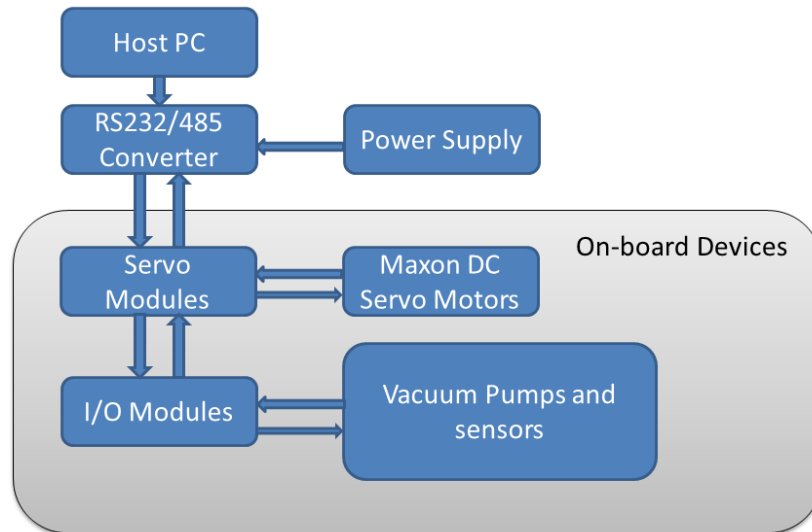 Host PC
RS232/485
Converter
Power Supply
On-board Devices
Servo
Modules
Maxon DC
Servo Motors
I/O Modules
Vacuum Pumps and
sensors